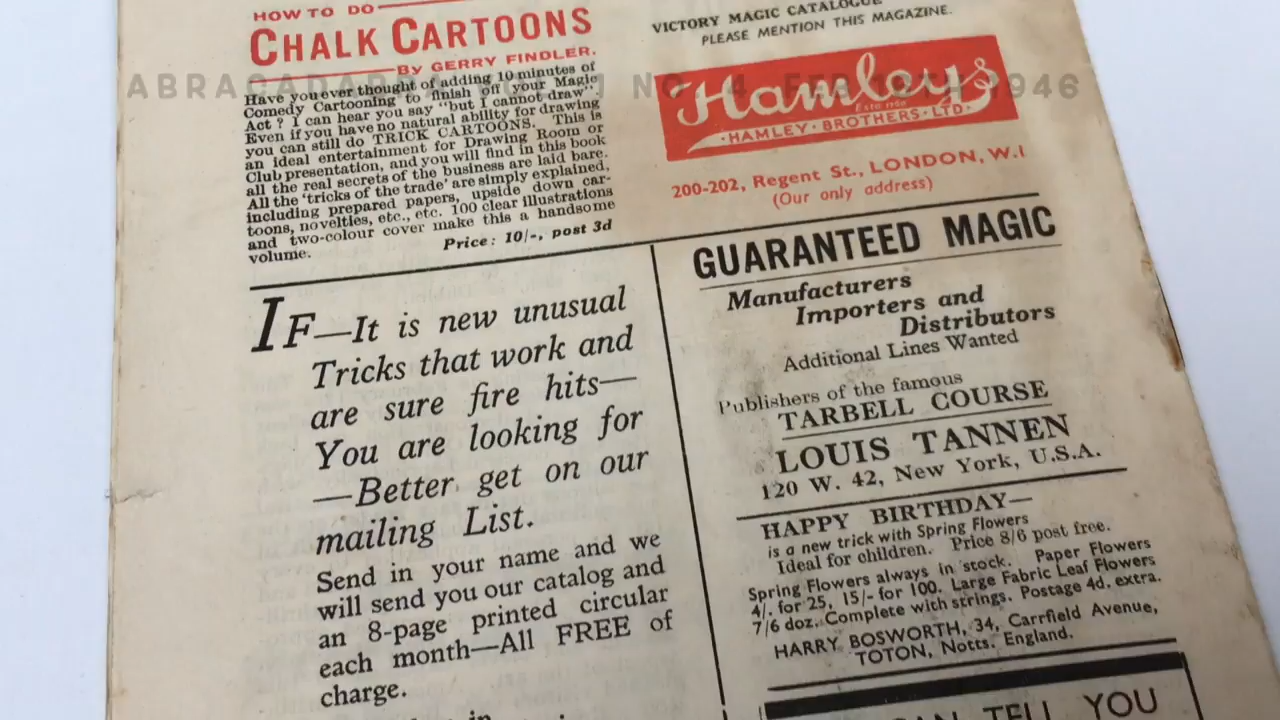 HOW TO DO
CHALK CARTOONS
By GERRY FINDLER.
Have you ever thought of adding 10 minutes of
Comedy Cartooning to finish off your Magic
Act ? I can hear you say "but I cannot draw".
Even if you have no natural ability for drawing
you can still do TRICK CARTOONS. This is
an ideal entertainment for Drawing Room or
Club presentation, and you will find in this book
all the real secrets of the business are laid bare.
All the 'tricks of the trade' are simply explained,
including prepared papers, upside down car-
toons, novelties, etc., etc. 100 clear illustrations
and two-colour cover make this a handsome
volume.
Price: 10/-, post 3d
VICTORY MAGIC CATALOGUE
PLEASE MENTION THIS MAGAZINE.
Hamleys
Estd 1760
·HAMLEY·BROTHERS·LTD·
200-202, Regent St., LONDON, W.1
(Our only address)
ABRACADABRA VOL 1 NO 4 FEB 1946
IF—It is new unusual
Tricks that work and
are sure fire hits—
You are looking for
—Better get on our
mailing List.
Send in your name and we
will send you our catalog and
an 8-page printed circular
each month—All FREE of
charge.
GUARANTEED MAGIC
Manufacturers
Importers and
Distributors
Additional Lines Wanted
Publishers of the famous
TARBELL COURSE
LOUIS TANNEN
120 W. 42, New York, U.S.A.
HAPPY BIRTHDAY—
is a new trick with Spring Flowers
Ideal for children. Price 8/6 post free.
Spring Flowers always in stock. Paper Flowers
4/. for 25, 15/- for 100. Large Fabric Leaf Flowers
7/6 doz. Complete with strings. Postage 4d. extra.
HARRY BOSWORTH, 34, Carrfield Avenue,
TOTON, Notts. England.
TELL YOU